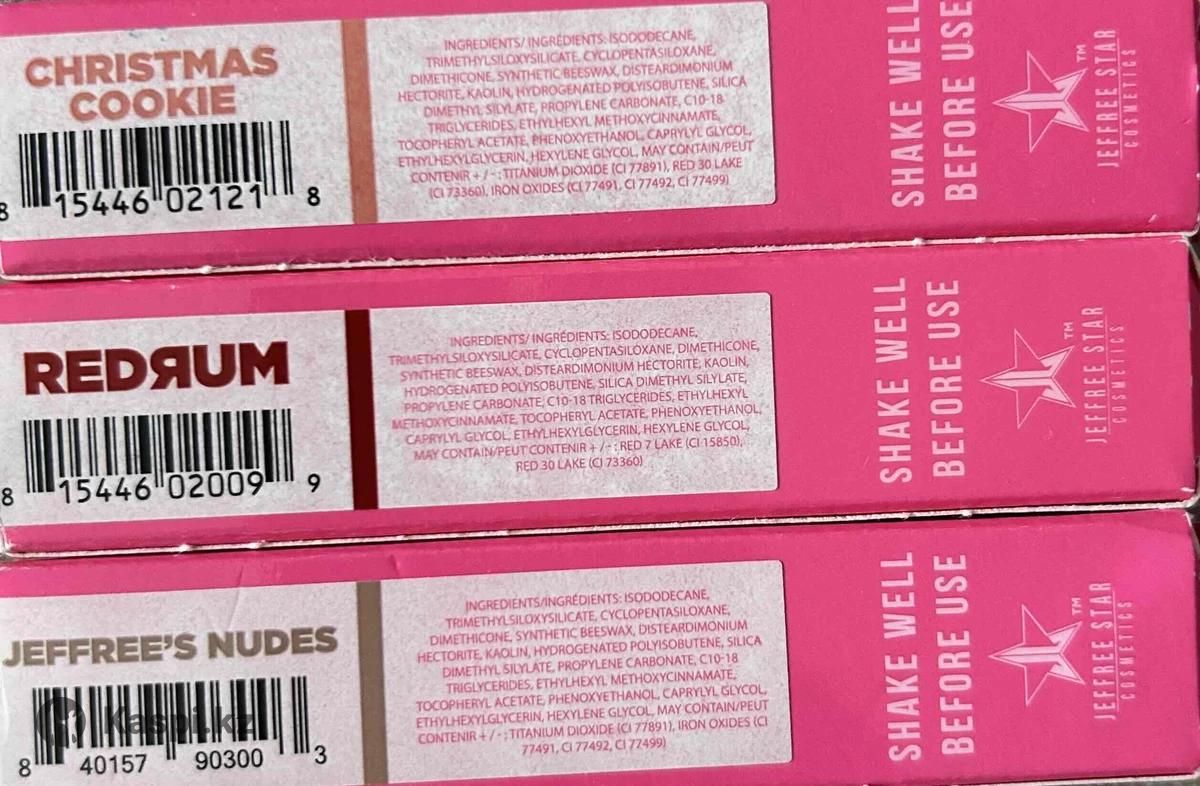 CHRISTMAS
COOKIE
8 15446 02121 8
INGREDIENTS/ INGRÉDIENTS: ISODODECANE,
TRIMETHYLSILOXYSILICATE, CYCLOPENTASILOXANE,
DIMETHICONE, SYNTHETIC BEESWAX, DISTEARDIMONIUM
HECTORITE, KAOLIN, HYDROGENATED POLYISOBUTENE, SILICA
DIMETHYL SILYLATE, PROPYLENE CARBONATE, C10-18
TRIGLYCERIDES, ETHYLHEXYL METHOXYCINNAMATE,
TOCOPHERYL ACETATE, PHENOXYETHANOL, CAPRYLYL GLYCOL,
ETHYLHEXYLGLYCERIN, HEXYLENE GLYCOL, MAY CONTAIN/PEUT
CONTENIR + / - : TITANIUM DIOXIDE (CI 77891), RED 30 LAKE
(CI 73360), IRON OXIDES (CI 77491, CI 77492, CI 77499)
SHAKE WELL
BEFORE USE
TM
JEFFREE STAR
COSMETICS
REDЯUM
8 15446 02009 9
INGREDIENTS/ INGRÉDIENTS: ISODODECANE,
TRIMETHYLSILOXYSILICATE, CYCLOPENTASILOXANE, DIMETHICONE,
SYNTHETIC BEESWAX, DISTEARDIMONIUM HECTORITE, KAOLIN,
HYDROGENATED POLYISOBUTENE, SILICA DIMETHYL SILYLATE,
PROPYLENE CARBONATE, C10-18 TRIGLYCERIDES, ETHYLHEXYL
METHOXYCINNAMATE, TOCOPHERYL ACETATE, PHENOXYETHANOL,
CAPRYLYL GLYCOL, ETHYLHEXYLGLYCERIN, HEXYLENE GLYCOL,
MAY CONTAIN/PEUT CONTENIR + / - : RED 7 LAKE (CI 15850),
RED 30 LAKE (CI 73360)
SHAKE WELL
BEFORE USE
TM
JEFFREE STAR
COSMETICS
JEFFREE'S NUDES
8 40157 90300 3
Kaspi.kz
INGREDIENTS/INGRÉDIENTS: ISODODECANE,
TRIMETHYLSILOXYSILICATE, CYCLOPENTASILOXANE,
DIMETHICONE, SYNTHETIC BEESWAX, DISTEARDIMONIUM
HECTORITE, KAOLIN, HYDROGENATED POLYISOBUTENE, SILICA
DIMETHYL SILYLATE, PROPYLENE CARBONATE, C10-18
TRIGLYCERIDES, ETHYLHEXYL METHOXYCINNAMATE,
TOCOPHERYL ACETATE, PHENOXYETHANOL, CAPRYLYL GLYCOL,
ETHYLHEXYLGLYCERIN, HEXYLENE GLYCOL, MAY CONTAIN/PEUT
CONTENIR + / - : TITANIUM DIOXIDE (CI 77891), IRON OXIDES (CI
77491, CI 77492, CI 77499)
SHAKE WELL
BEFORE USE
TM
JEFFREE STAR
COSMETICS